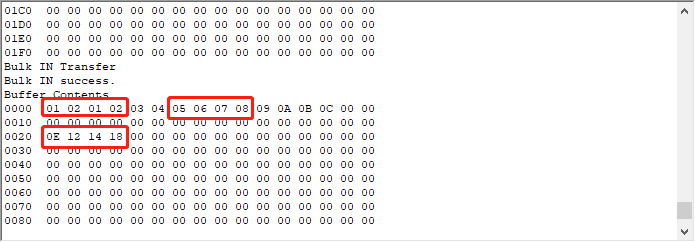 01C0 00 00 00 00 00 00 00 00 00 00 00 00 00 00 00 00
01D0 00 00 00 00 00 00 00 00 00 00 00 00 00 00 00 00
01E0 00 00 00 00 00 00 00 00 00 00 00 00 00 00 00 00
01F0 00 00 00 00 00 00 00 00 00 00 00 00 00 00 00 00
Bulk IN Transfer
Bulk IN success.
Buffer Contents
0000 01 02 01 02 03 04 05 06 07 08 09 0A 0B 0C 00 00
0010 00 00 00 00 00 00 00 00 00 00 00 00 00 00 00 00
0020 0E 12 14 18 00 00 00 00 00 00 00 00 00 00 00 00
0030 00 00 00 00 00 00 00 00 00 00 00 00 00 00 00 00
0040 00 00 00 00 00 00 00 00 00 00 00 00 00 00 00 00
0050 00 00 00 00 00 00 00 00 00 00 00 00 00 00 00 00
0060 00 00 00 00 00 00 00 00 00 00 00 00 00 00 00 00
0070 00 00 00 00 00 00 00 00 00 00 00 00 00 00 00 00
0080 00 00 00 00 00 00 00 00 00 00 00 00 00 00 00 00